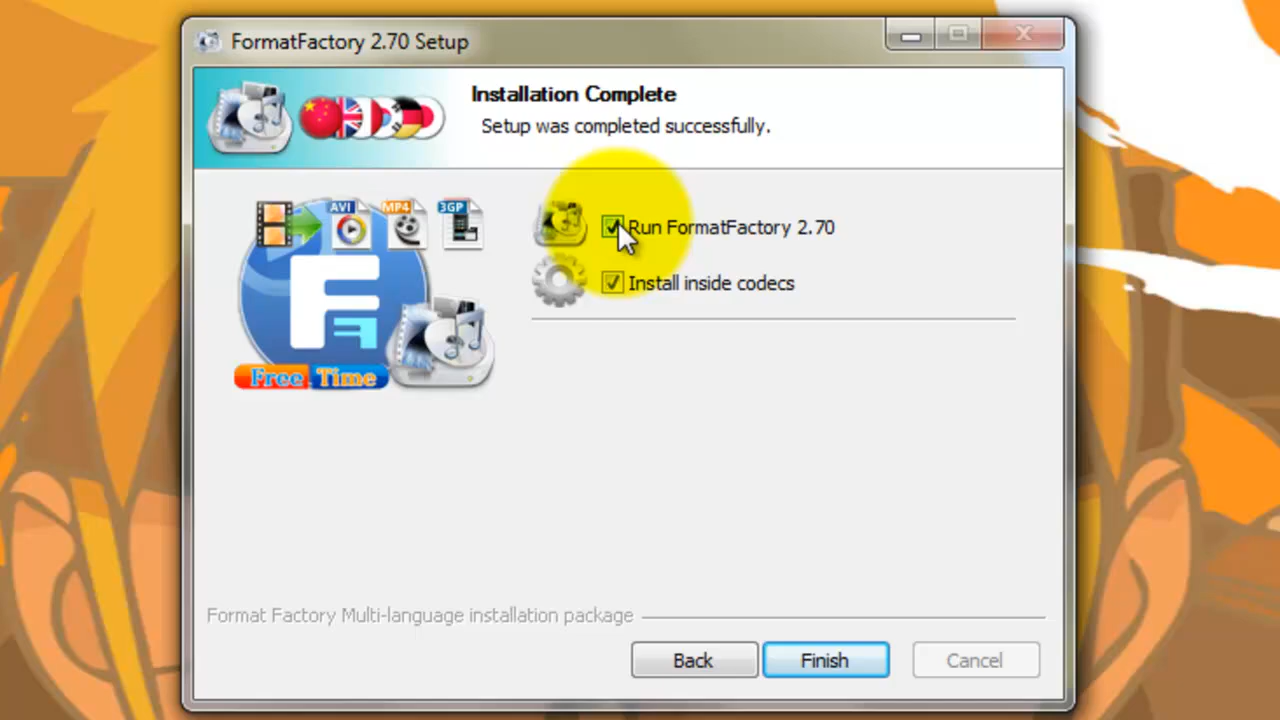 FormatFactory 2.70 Setup
Installation Complete
Setup was completed successfully.
AVI
MP4
3GP
Run FormatFactory 2.70
Install inside codecs
Free Time
Format Factory Multi-language installation package
Back
Finish
Cancel